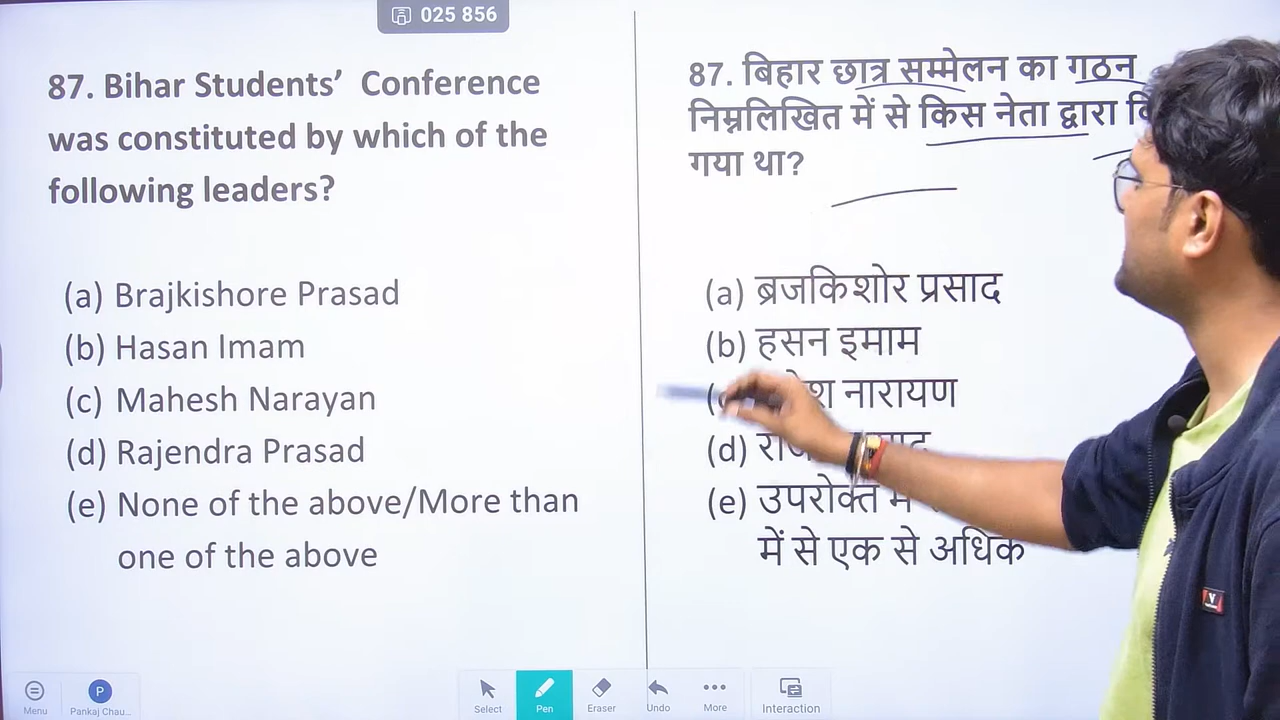 025 856
87. Bihar Students’ Conference
was constituted by which of the
following leaders?
(a) Brajkishore Prasad
(b) Hasan Imam
(c) Mahesh Narayan
(d) Rajendra Prasad
(e) None of the above/More than
one of the above
87. बिहार छात्र सम्मेलन का गठन
निम्नलिखित में से किस नेता द्वारा
गया था?
(a) ब्रजकिशोर प्रसाद
(b) हसन इमाम
नारायण
(d)
(e) उपरोक्त
में से एक से अधिक
Menu
P
Pankaj Chau...
Select
Pen
Eraser
Undo
More
Interaction